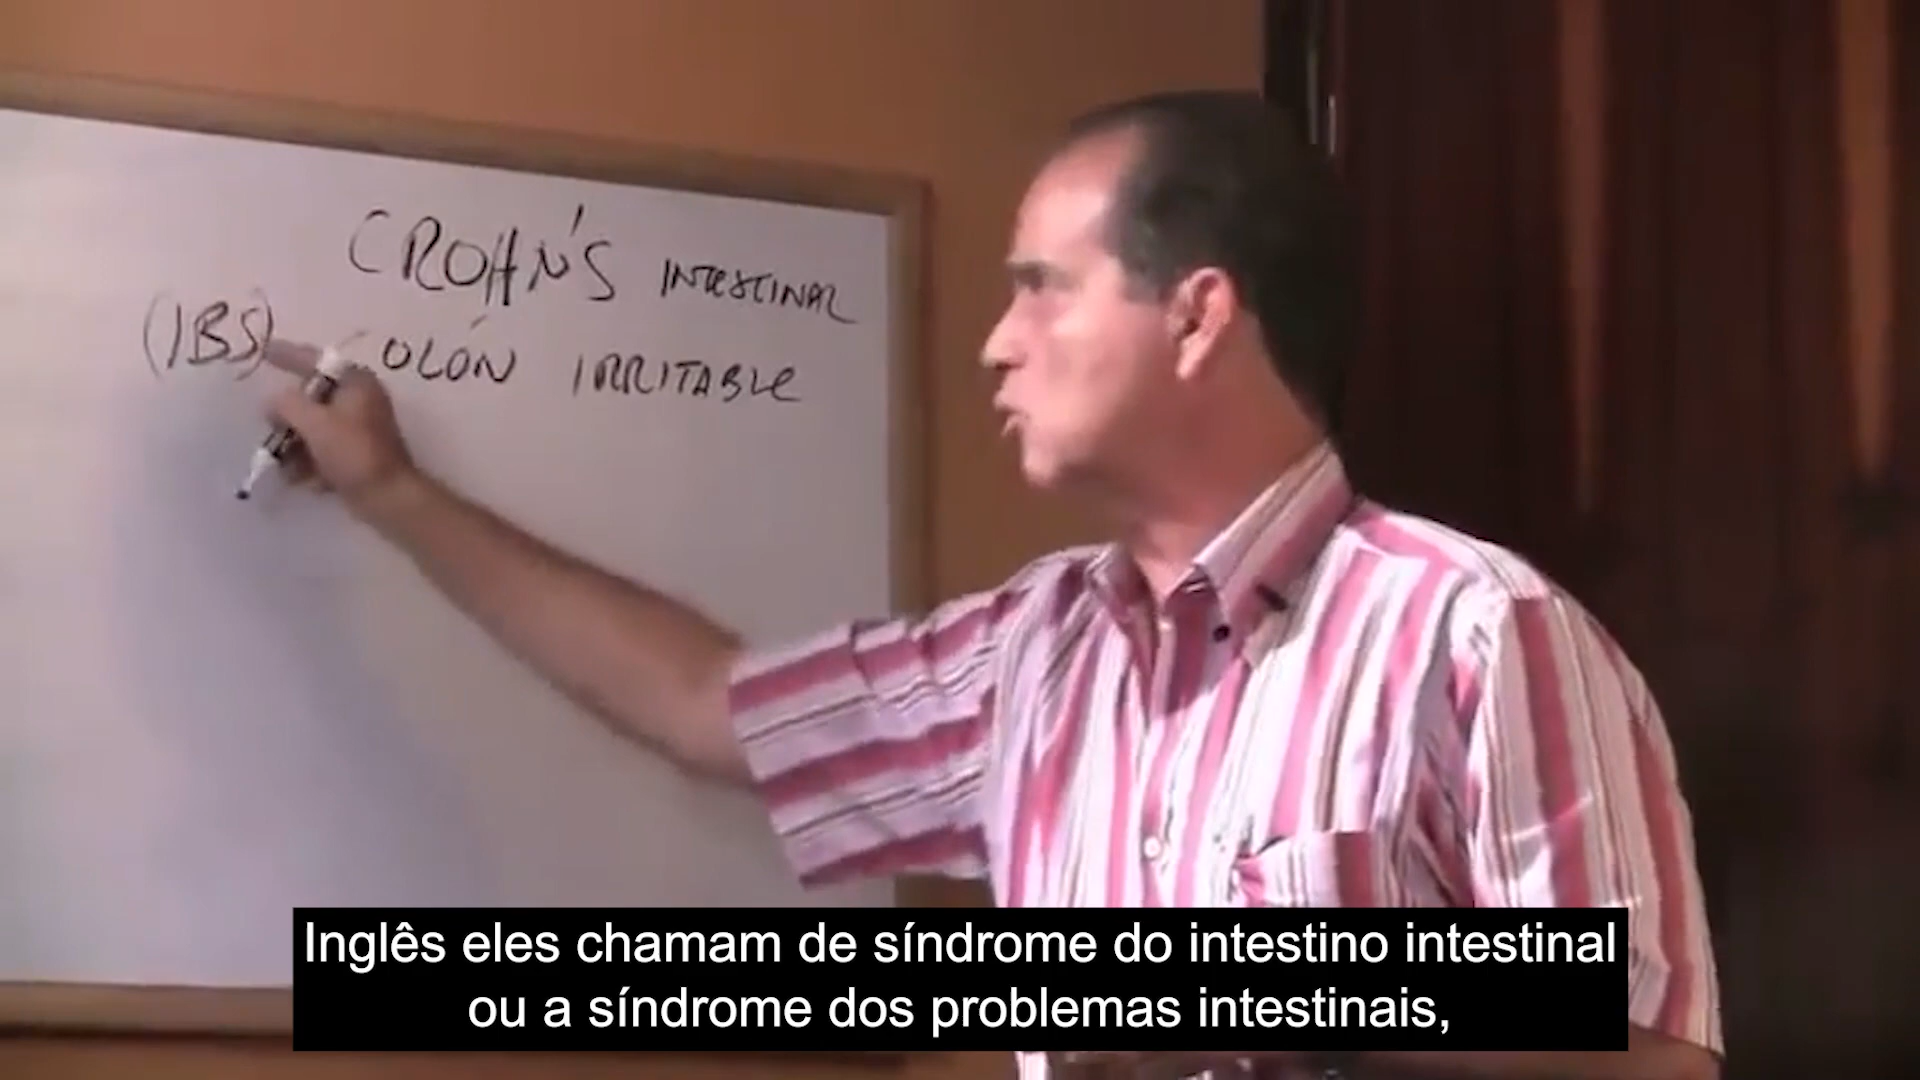 CROHN'S INTESTINAL
(IBS) COLÓN IRRITABLE
Inglês eles chamam de síndrome do intestino intestinal
ou a síndrome dos problemas intestinais,